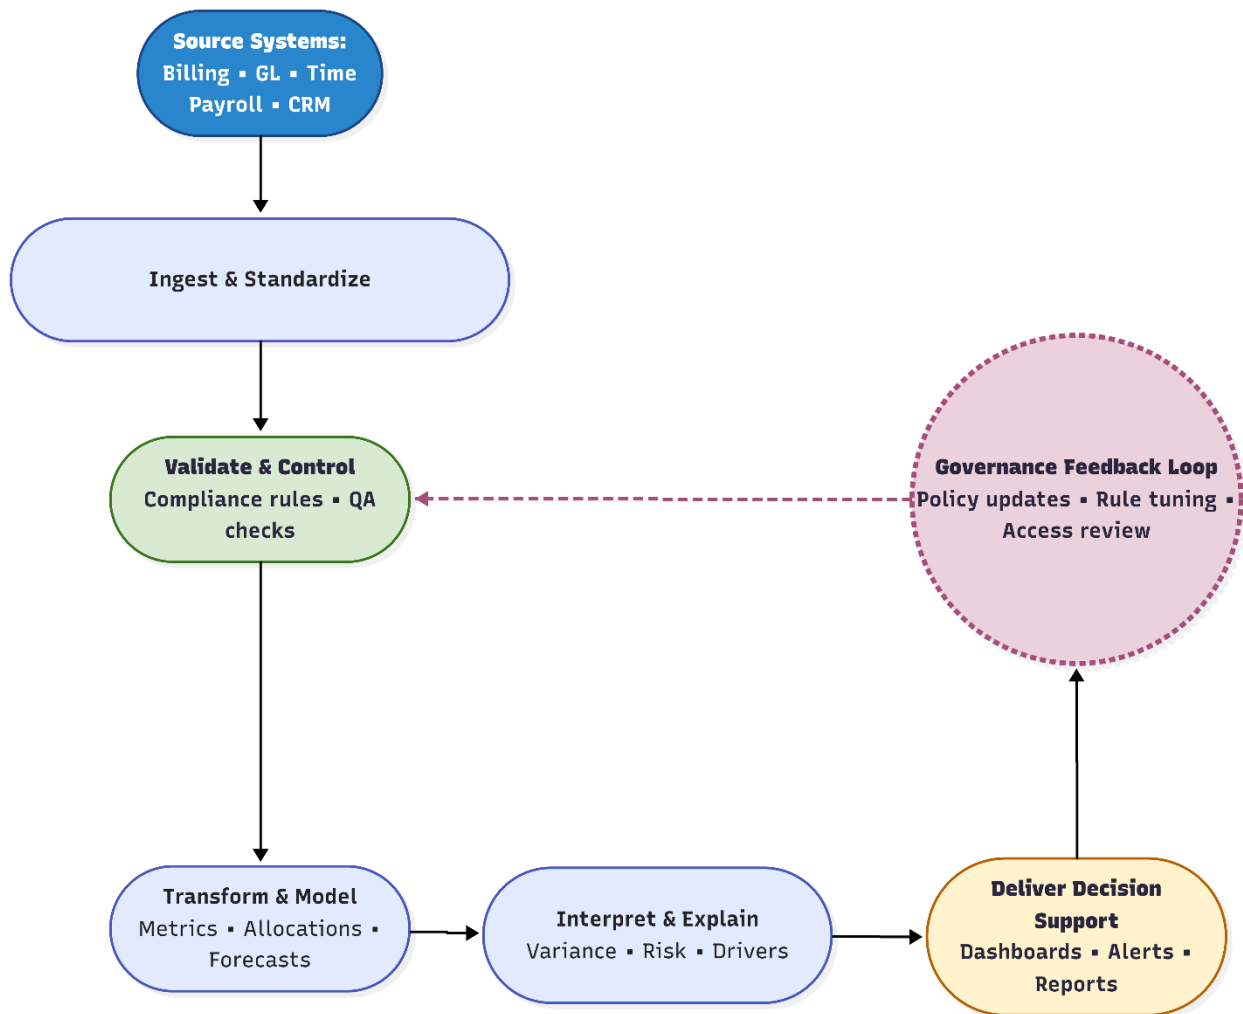 Source Systems:
Billing ▪ GL ▪ Time
Payroll ▪ CRM
Ingest & Standardize
Validate & Control
Compliance rules ▪ QA
checks
Governance Feedback Loop
Policy updates ▪ Rule tuning ▪
Access review
Transform & Model
Metrics ▪ Allocations ▪
Forecasts
Interpret & Explain
Variance ▪ Risk ▪ Drivers
Deliver Decision
Support
Dashboards ▪ Alerts ▪
Reports